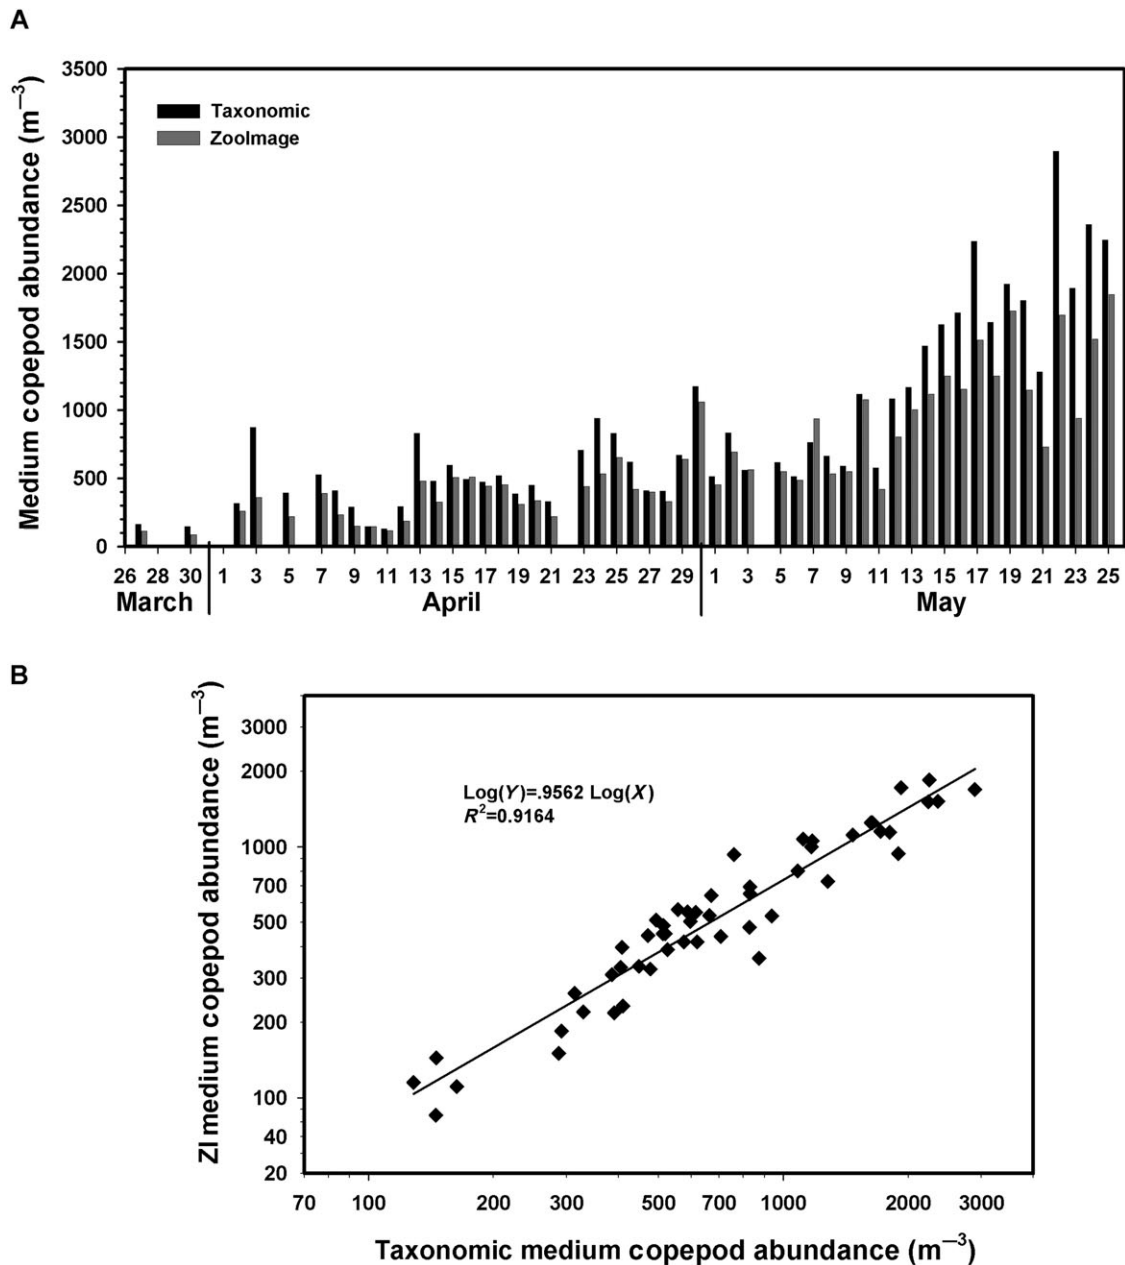 A
Medium copepod abundance (m⁻³)
3500
3000
2500
2000
1500
1000
500
0
Taxonomic
ZooImage
26 28 30 1 3 5 7 9 11 13 15 17 19 21 23 25 27 29 1 3 5 7 9 11 13 15 17 19 21 23 25
March April May
B
ZI medium copepod abundance (m⁻³)
3000
2000
1000
700
500
300
200
100
40
20
Log(Y)=.9562 Log(X)
R²=0.9164
70 100 200 300 500 700 1000 2000 3000
Taxonomic medium copepod abundance (m⁻³)